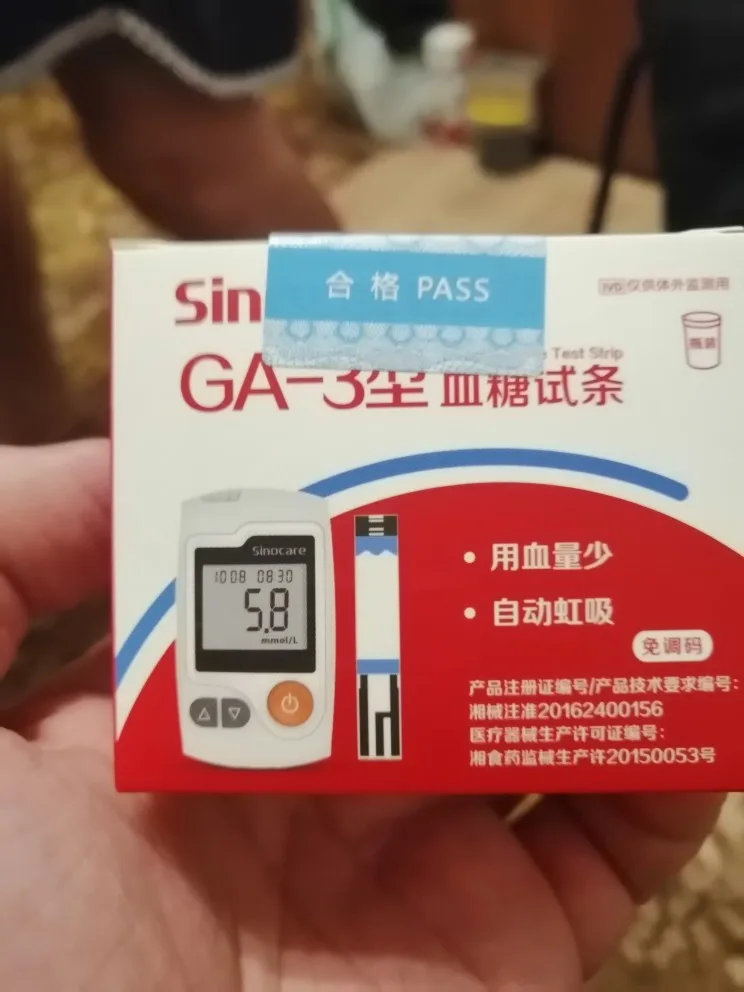 合格 PASS
Sin
IVD 仅供体外监测用
瓶装
Test Strip
GA-3型 血糖试条
Sinocare
1008 0830
5.8
mmol/L
• 用血量少
• 自动虹吸
免调码
产品注册证编号/产品技术要求编号:
湘械注准20162400156
医疗器械生产许可证编号:
湘食药监械生产许20150053号